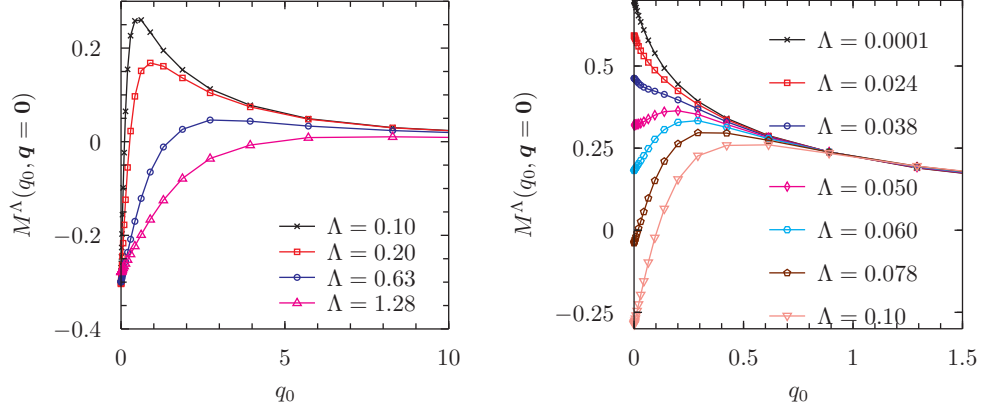 M^Λ(q_0, q = 0)
0.2
0
−0.2
−0.4
0
5
10
q_0
Λ = 0.10
Λ = 0.20
Λ = 0.63
Λ = 1.28
M^Λ(q_0, q = 0)
0.5
0.25
0
−0.25
0
0.5
1
1.5
q_0
Λ = 0.0001
Λ = 0.024
Λ = 0.038
Λ = 0.050
Λ = 0.060
Λ = 0.078
Λ = 0.10